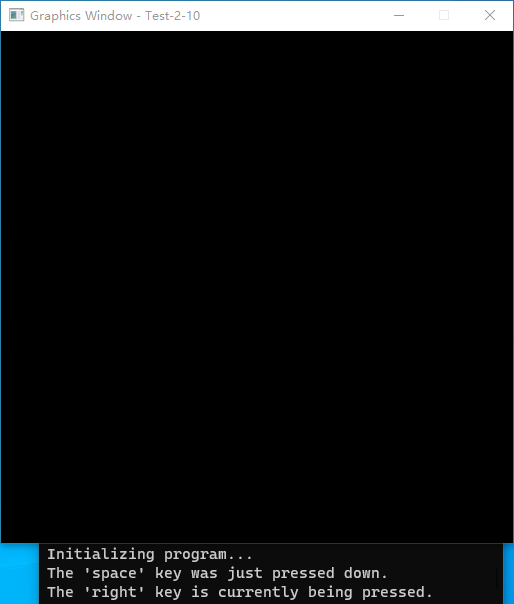 Graphics Window - Test-2-10
Initializing program...
The 'space' key was just pressed down.
The 'right' key is currently being pressed.